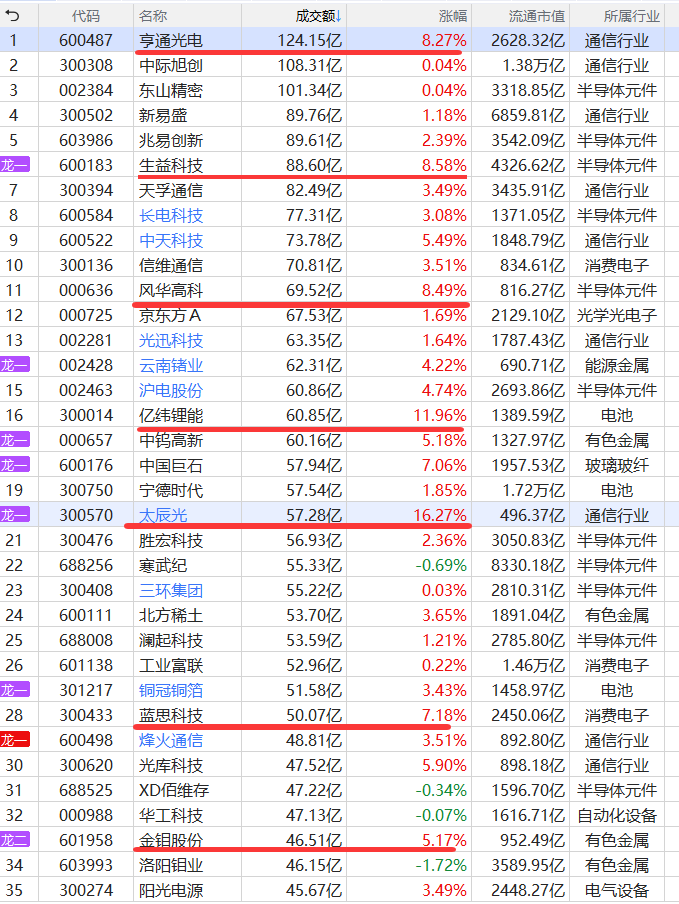 代码 名称 成交额↓ 涨幅 流通市值 所属行业
1 600487 亨通光电 124.15亿 8.27% 2628.32亿 通信行业
2 300308 中际旭创 108.31亿 0.04% 1.38万亿 通信行业
3 002384 东山精密 101.34亿 0.04% 3318.85亿 半导体元件
4 300502 新易盛 89.76亿 1.18% 6859.81亿 通信行业
5 603986 兆易创新 89.61亿 2.39% 3542.09亿 半导体元件
龙一 600183 生益科技 88.60亿 8.58% 4326.62亿 半导体元件
7 300394 天孚通信 82.49亿 3.49% 3435.91亿 通信行业
8 600584 长电科技 77.31亿 3.08% 1371.05亿 半导体元件
9 600522 中天科技 73.78亿 5.49% 1848.79亿 通信行业
10 300136 信维通信 70.81亿 3.51% 834.61亿 消费电子
11 000636 风华高科 69.52亿 8.49% 816.27亿 半导体元件
12 000725 京东方A 67.53亿 1.69% 2129.10亿 光学光电子
13 002281 光迅科技 63.35亿 1.64% 1787.43亿 通信行业
龙一 002428 云南锗业 62.31亿 4.22% 690.71亿 能源金属
15 002463 沪电股份 60.86亿 4.74% 2693.86亿 半导体元件
16 300014 亿纬锂能 60.85亿 11.96% 1389.59亿 电池
龙一 000657 中钨高新 60.16亿 5.18% 1327.97亿 有色金属
龙一 600176 中国巨石 57.94亿 7.06% 1957.53亿 玻璃玻纤
19 300750 宁德时代 57.54亿 1.85% 1.72万亿 电池
龙一 300570 太辰光 57.28亿 16.27% 496.37亿 通信行业
21 300476 胜宏科技 56.93亿 2.36% 3050.83亿 半导体元件
22 688256 寒武纪 55.33亿 -0.69% 8330.18亿 半导体元件
23 300408 三环集团 55.22亿 0.03% 2810.31亿 半导体元件
24 600111 北方稀土 53.70亿 3.65% 1891.04亿 有色金属
25 688008 澜起科技 53.59亿 1.21% 2785.80亿 半导体元件
26 601138 工业富联 52.96亿 0.22% 1.46万亿 消费电子
龙一 301217 铜冠铜箔 51.58亿 3.43% 1458.97亿 电池
28 300433 蓝思科技 50.07亿 7.18% 2450.06亿 消费电子
龙一 600498 烽火通信 48.81亿 3.51% 892.80亿 通信行业
30 300620 光库科技 47.52亿 5.90% 898.18亿 通信行业
31 688525 XD佰维存 47.22亿 -0.34% 1596.70亿 半导体元件
32 000988 华工科技 47.13亿 -0.07% 1616.71亿 自动化设备
龙二 601958 金钼股份 46.51亿 5.17% 952.49亿 有色金属
34 603993 洛阳钼业 46.15亿 -1.72% 3589.95亿 有色金属
35 300274 阳光电源 45.67亿 3.49% 2448.27亿 电气设备